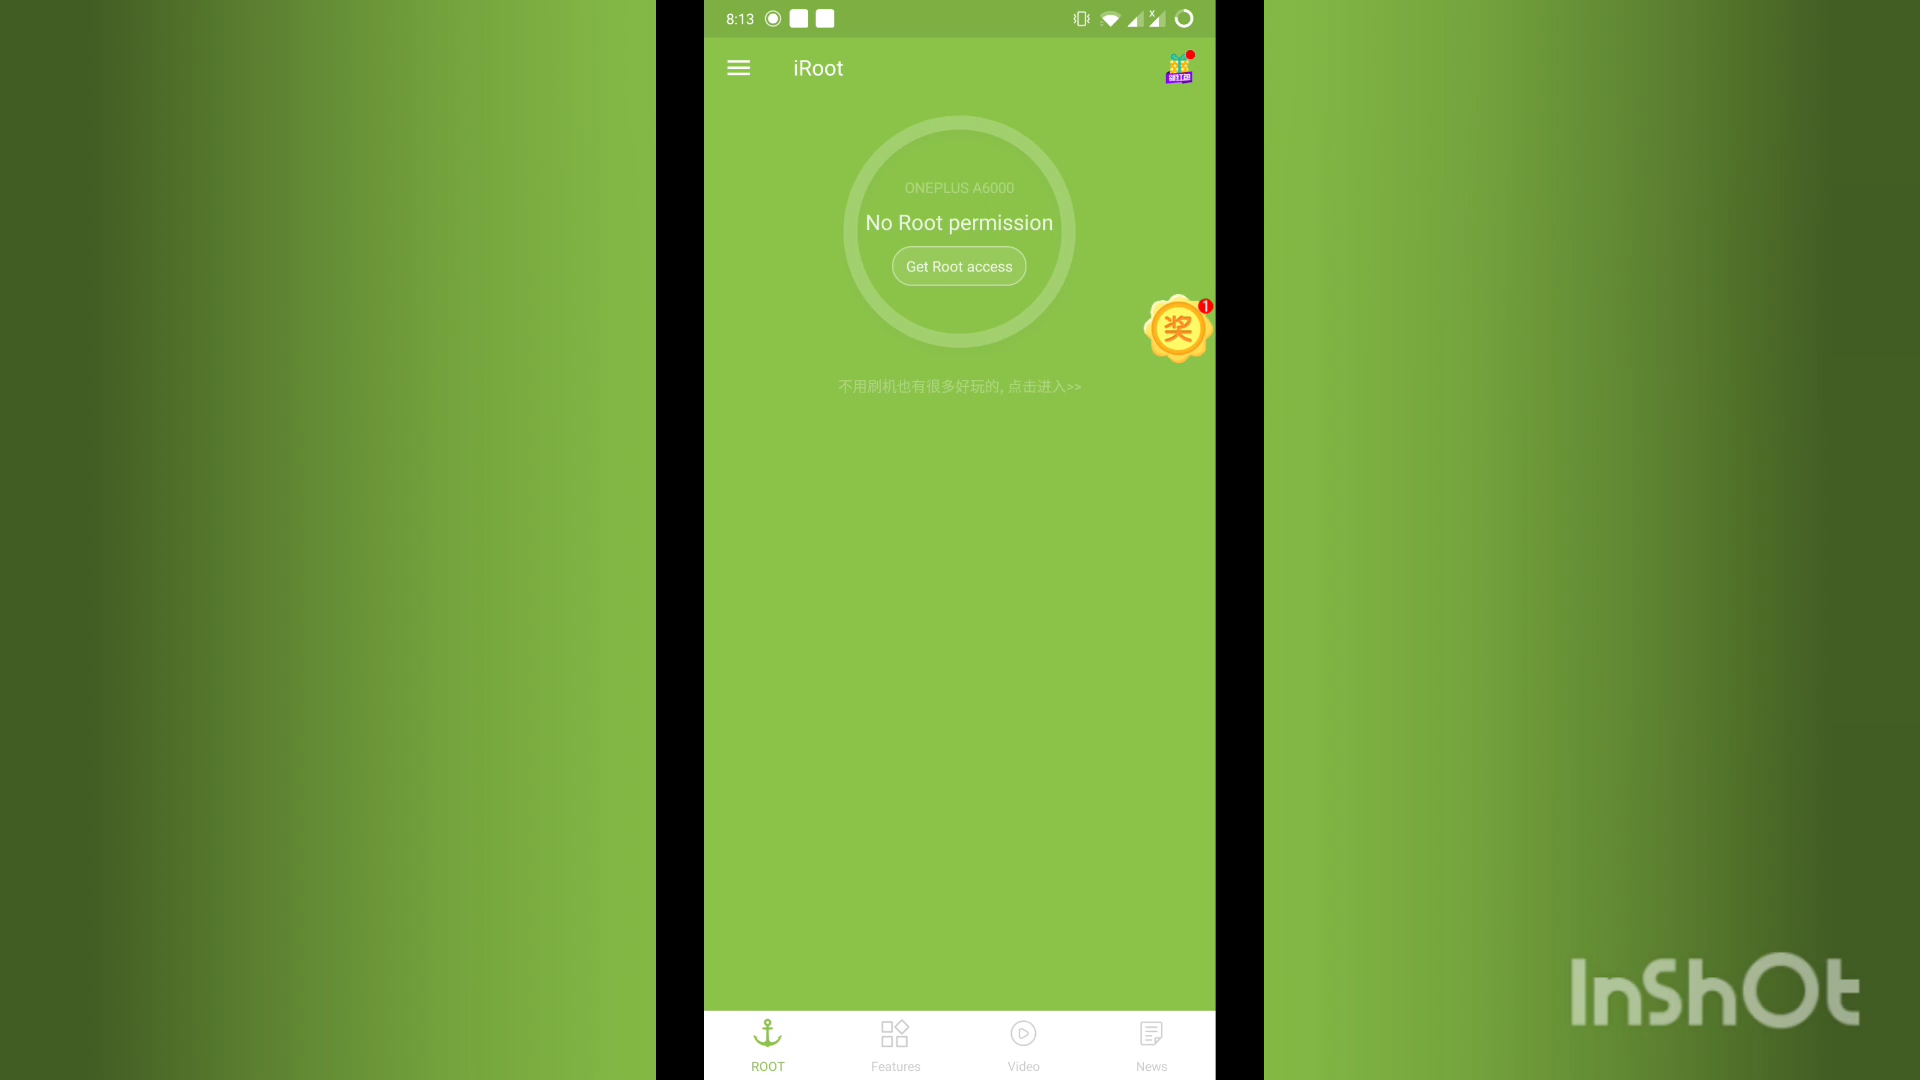 8:13
iRoot
ONEPLUS A6000
No Root permission
Get Root access
1
奖
不用刷机也有很多好玩的, 点击进入>>
ROOT
Features
Video
News
InShOt